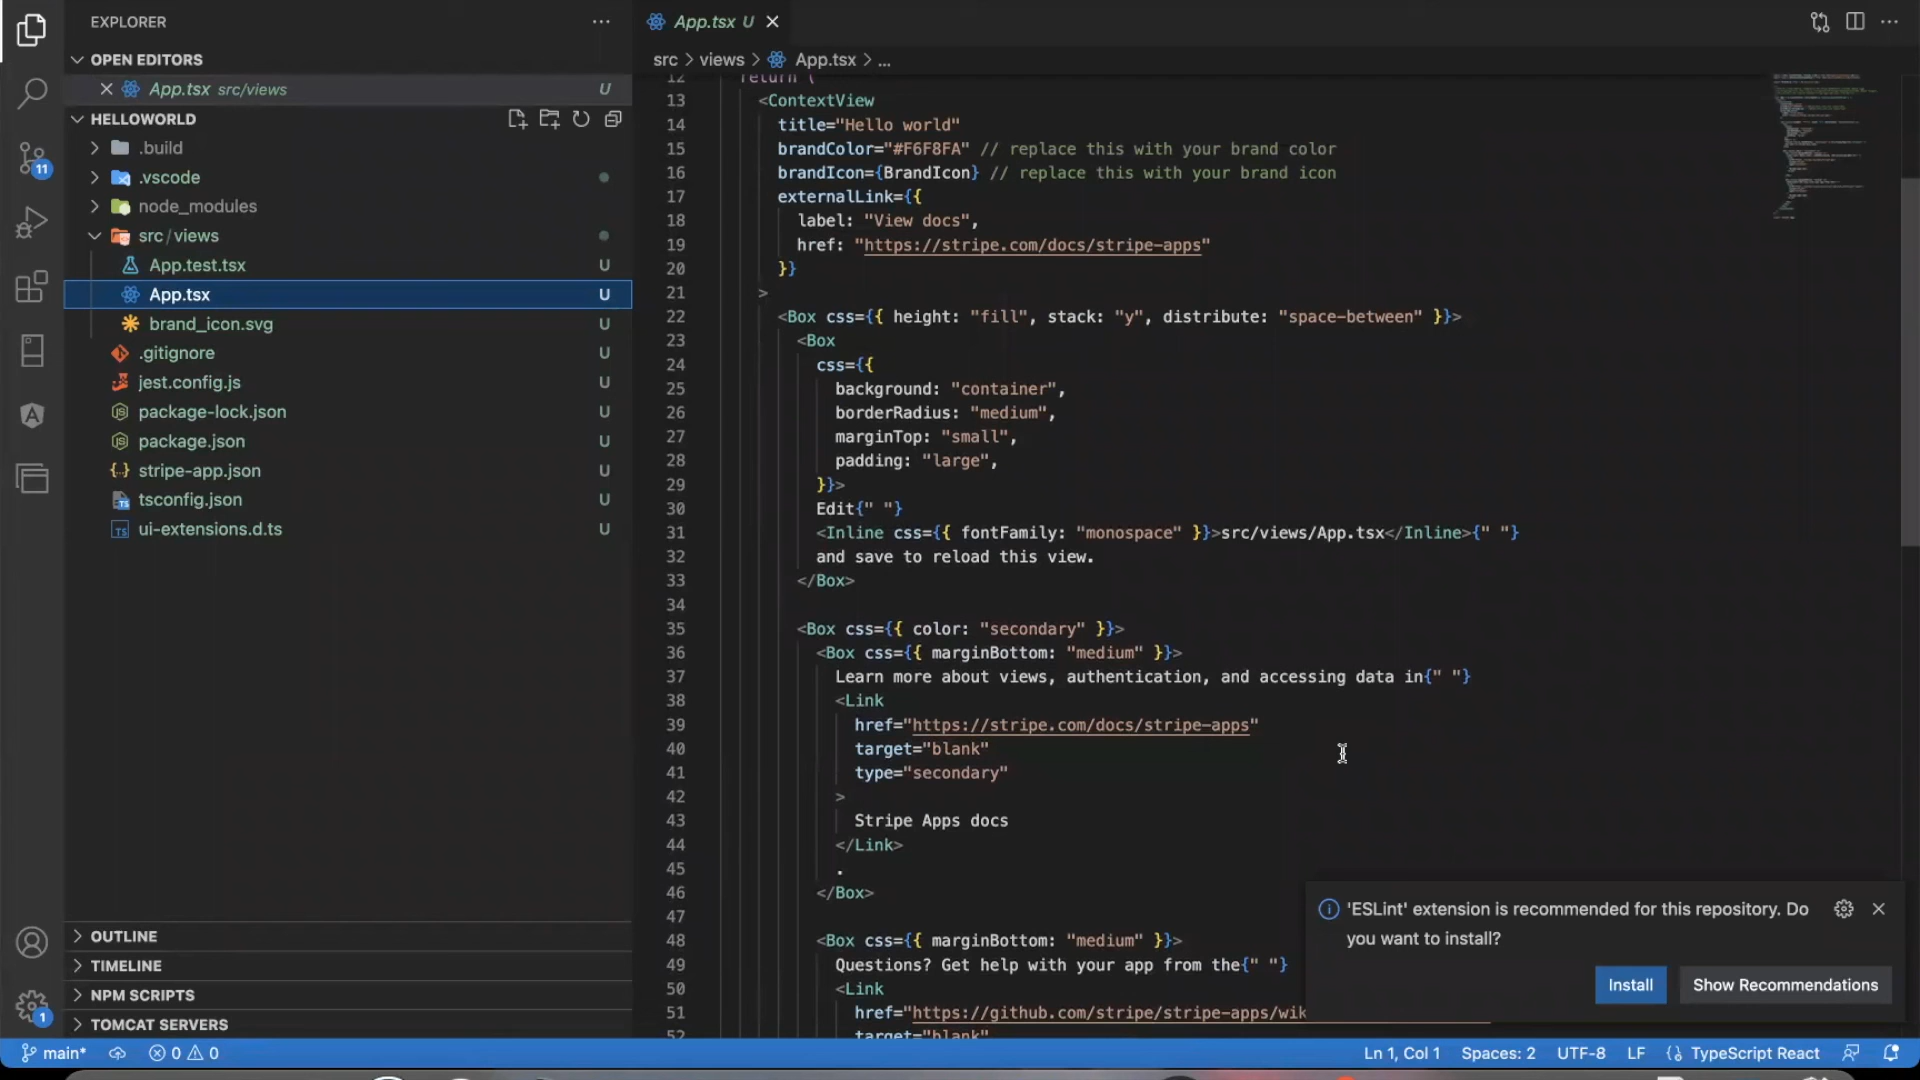 EXPLORER
OPEN EDITORS
App.tsx src/views U
HELLOWORLD
.build
.vscode
node_modules
src/views
App.test.tsx U
App.tsx U
brand_icon.svg U
.gitignore U
jest.config.js U
package-lock.json U
package.json U
stripe-app.json U
tsconfig.json U
ui-extensions.d.ts U
OUTLINE
TIMELINE
NPM SCRIPTS
TOMCAT SERVERS
11
1
App.tsx U
src > views > App.tsx > ...
12 return (
13 <ContextView
14 title="Hello world"
15 brandColor="#F6F8FA" // replace this with your brand color
16 brandIcon={BrandIcon} // replace this with your brand icon
17 externalLink={{
18 label: "View docs",
19 href: "https://stripe.com/docs/stripe-apps"
20 }}
21 >
22 <Box css={{ height: "fill", stack: "y", distribute: "space-between" }}>
23 <Box
24 css={{
25 background: "container",
26 borderRadius: "medium",
27 marginTop: "small",
28 padding: "large",
29 }}>
30 Edit{" "}
31 <Inline css={{ fontFamily: "monospace" }}>src/views/App.tsx</Inline>{" "}
32 and save to reload this view.
33 </Box>
34
35 <Box css={{ color: "secondary" }}>
36 <Box css={{ marginBottom: "medium" }}>
37 Learn more about views, authentication, and accessing data in{" "}
38 <Link
39 href="https://stripe.com/docs/stripe-apps"
40 target="blank"
41 type="secondary"
42 >
43 Stripe Apps docs
44 </Link>
45 .
46 </Box>
47
48 <Box css={{ marginBottom: "medium" }}>
49 Questions? Get help with your app from the{" "}
50 <Link
51 href="https://github.com/stripe/stripe-apps/wik
52 target="blank"
'ESLint' extension is recommended for this repository. Do
you want to install?
Install Show Recommendations
main* 0 0 Ln 1, Col 1 Spaces: 2 UTF-8 LF {} TypeScript React